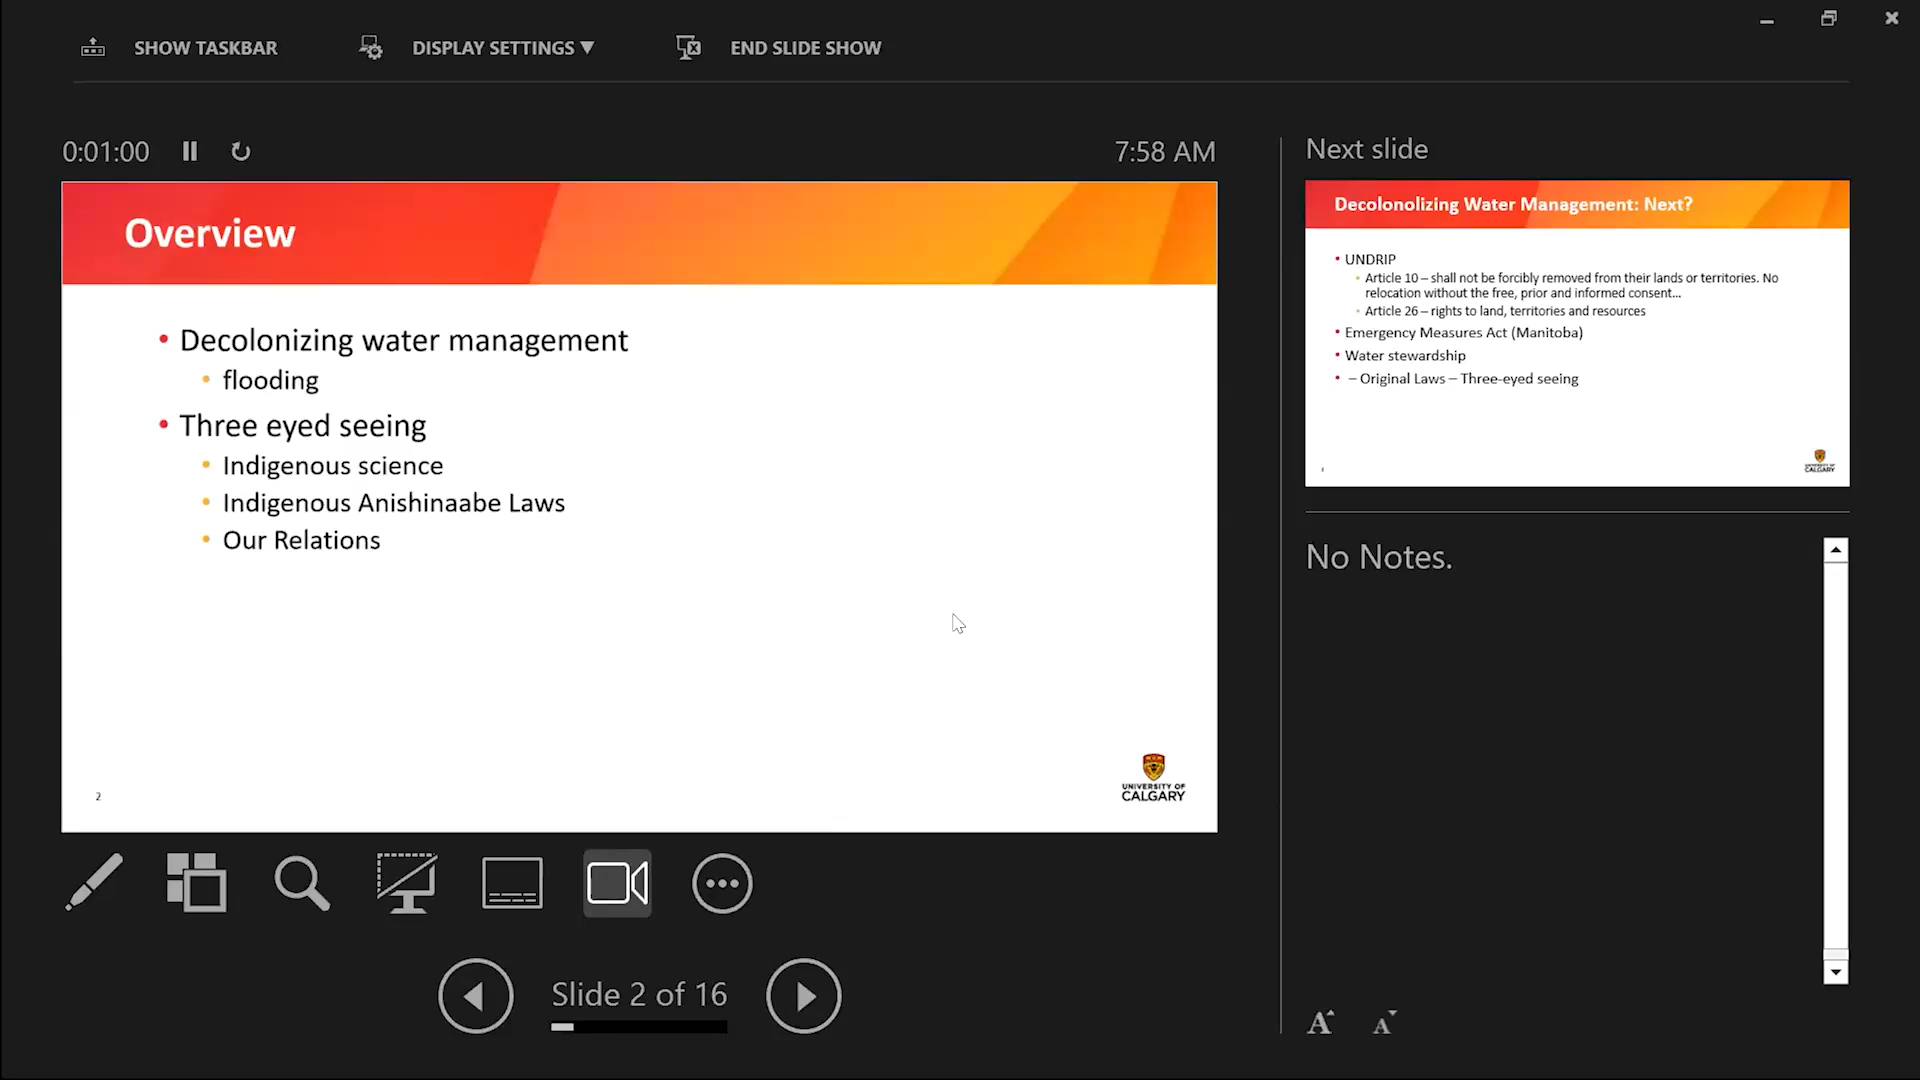 SHOW TASKBAR
DISPLAY SETTINGS ▼
END SLIDE SHOW
0:01:00
7:58 AM
Overview
• Decolonizing water management
• flooding
• Three eyed seeing
• Indigenous science
• Indigenous Anishinaabe Laws
• Our Relations
2
UNIVERSITY OF
CALGARY
Slide 2 of 16
Next slide
Decolonolizing Water Management: Next?
• UNDRIP
• Article 10 – shall not be forcibly removed from their lands or territories. No
relocation without the free, prior and informed consent...
• Article 26 – rights to land, territories and resources
• Emergency Measures Act (Manitoba)
• Water stewardship
• – Original Laws – Three-eyed seeing
UNIVERSITY OF
CALGARY
No Notes.
A
A